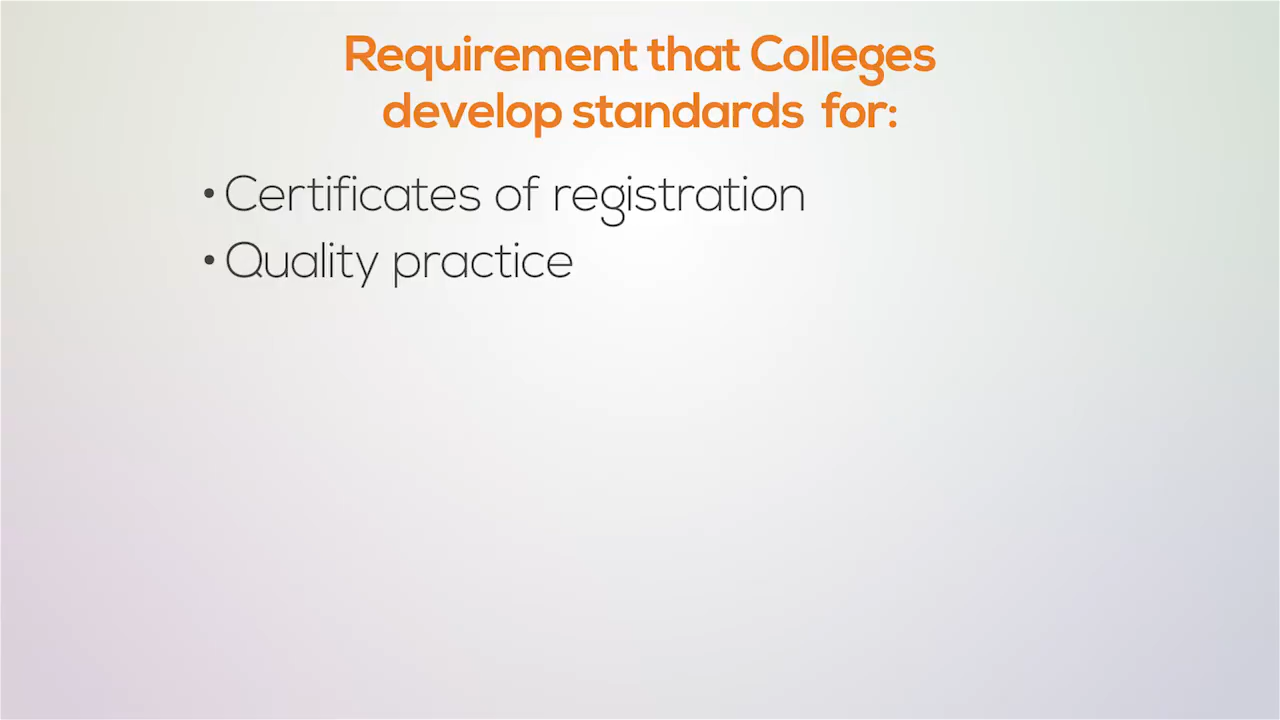 Requirement that Colleges
develop standards for:
• Certificates of registration
• Quality practice